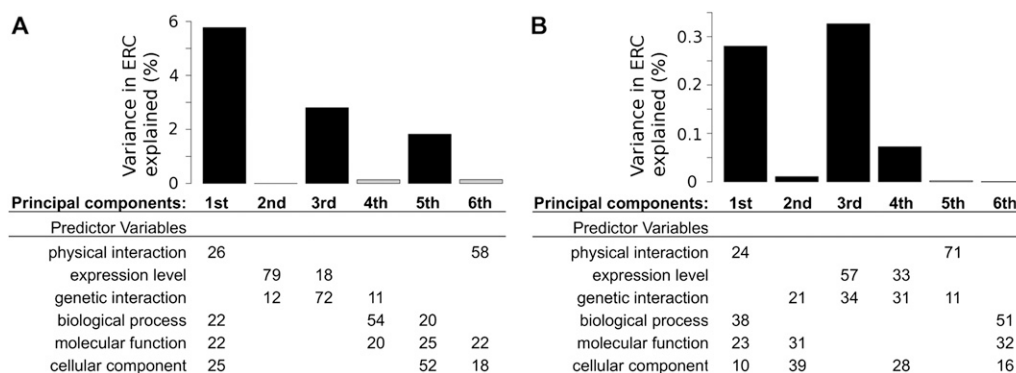 A
Variance in ERC
explained (%)
6
4
2
0
Principal components: 1st 2nd 3rd 4th 5th 6th
Predictor Variables
physical interaction 26 58
expression level 79 18
genetic interaction 12 72 11
biological process 22 54 20
molecular function 22 20 25 22
cellular component 25 52 18
B
Variance in ERC
explained (%)
0.3
0.2
0.1
0
Principal components: 1st 2nd 3rd 4th 5th 6th
Predictor Variables
physical interaction 24 71
expression level 57 33
genetic interaction 21 34 31 11
biological process 38 51
molecular function 23 31 32
cellular component 10 39 28 16